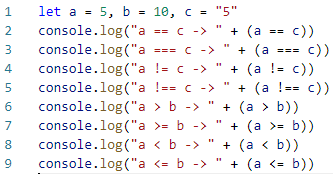 1 let a = 5, b = 10, c = "5"
2 console.log("a == c -> " + (a == c))
3 console.log("a === c -> " + (a === c))
4 console.log("a != c -> " + (a != c))
5 console.log("a !== c -> " + (a !== c))
6 console.log("a > b -> " + (a > b))
7 console.log("a >= b -> " + (a >= b))
8 console.log("a < b -> " + (a < b))
9 console.log("a <= b -> " + (a <= b))